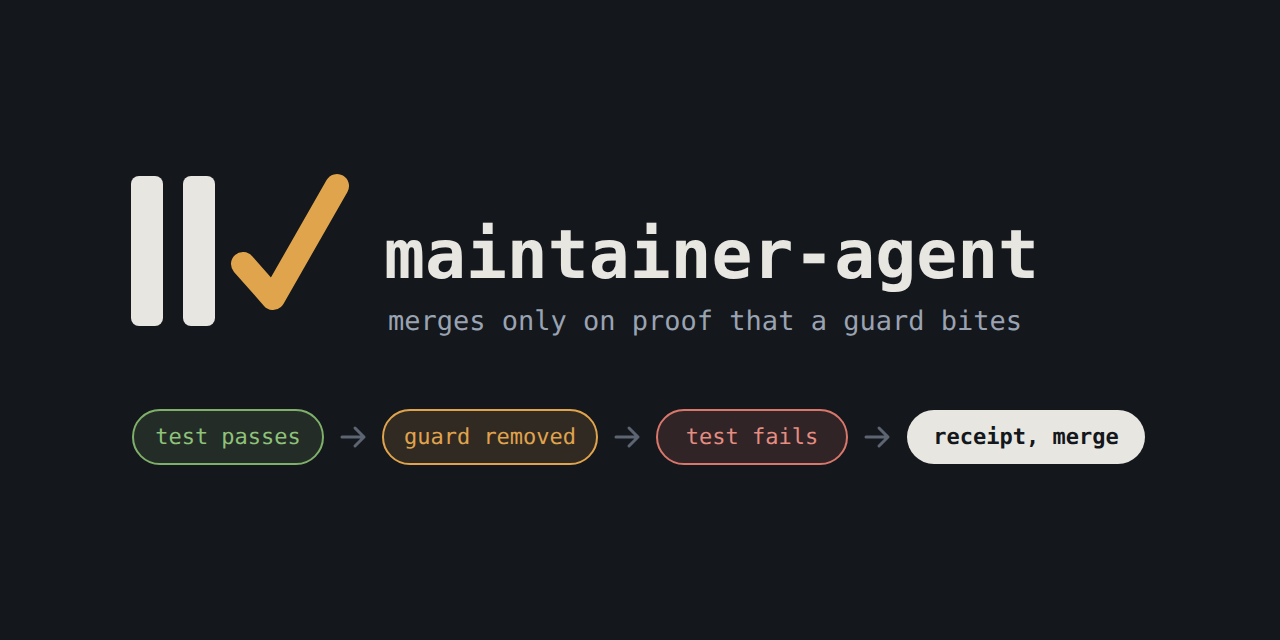 maintainer-agent
merges only on proof that a guard bites
test passes → guard removed → test fails → receipt, merge